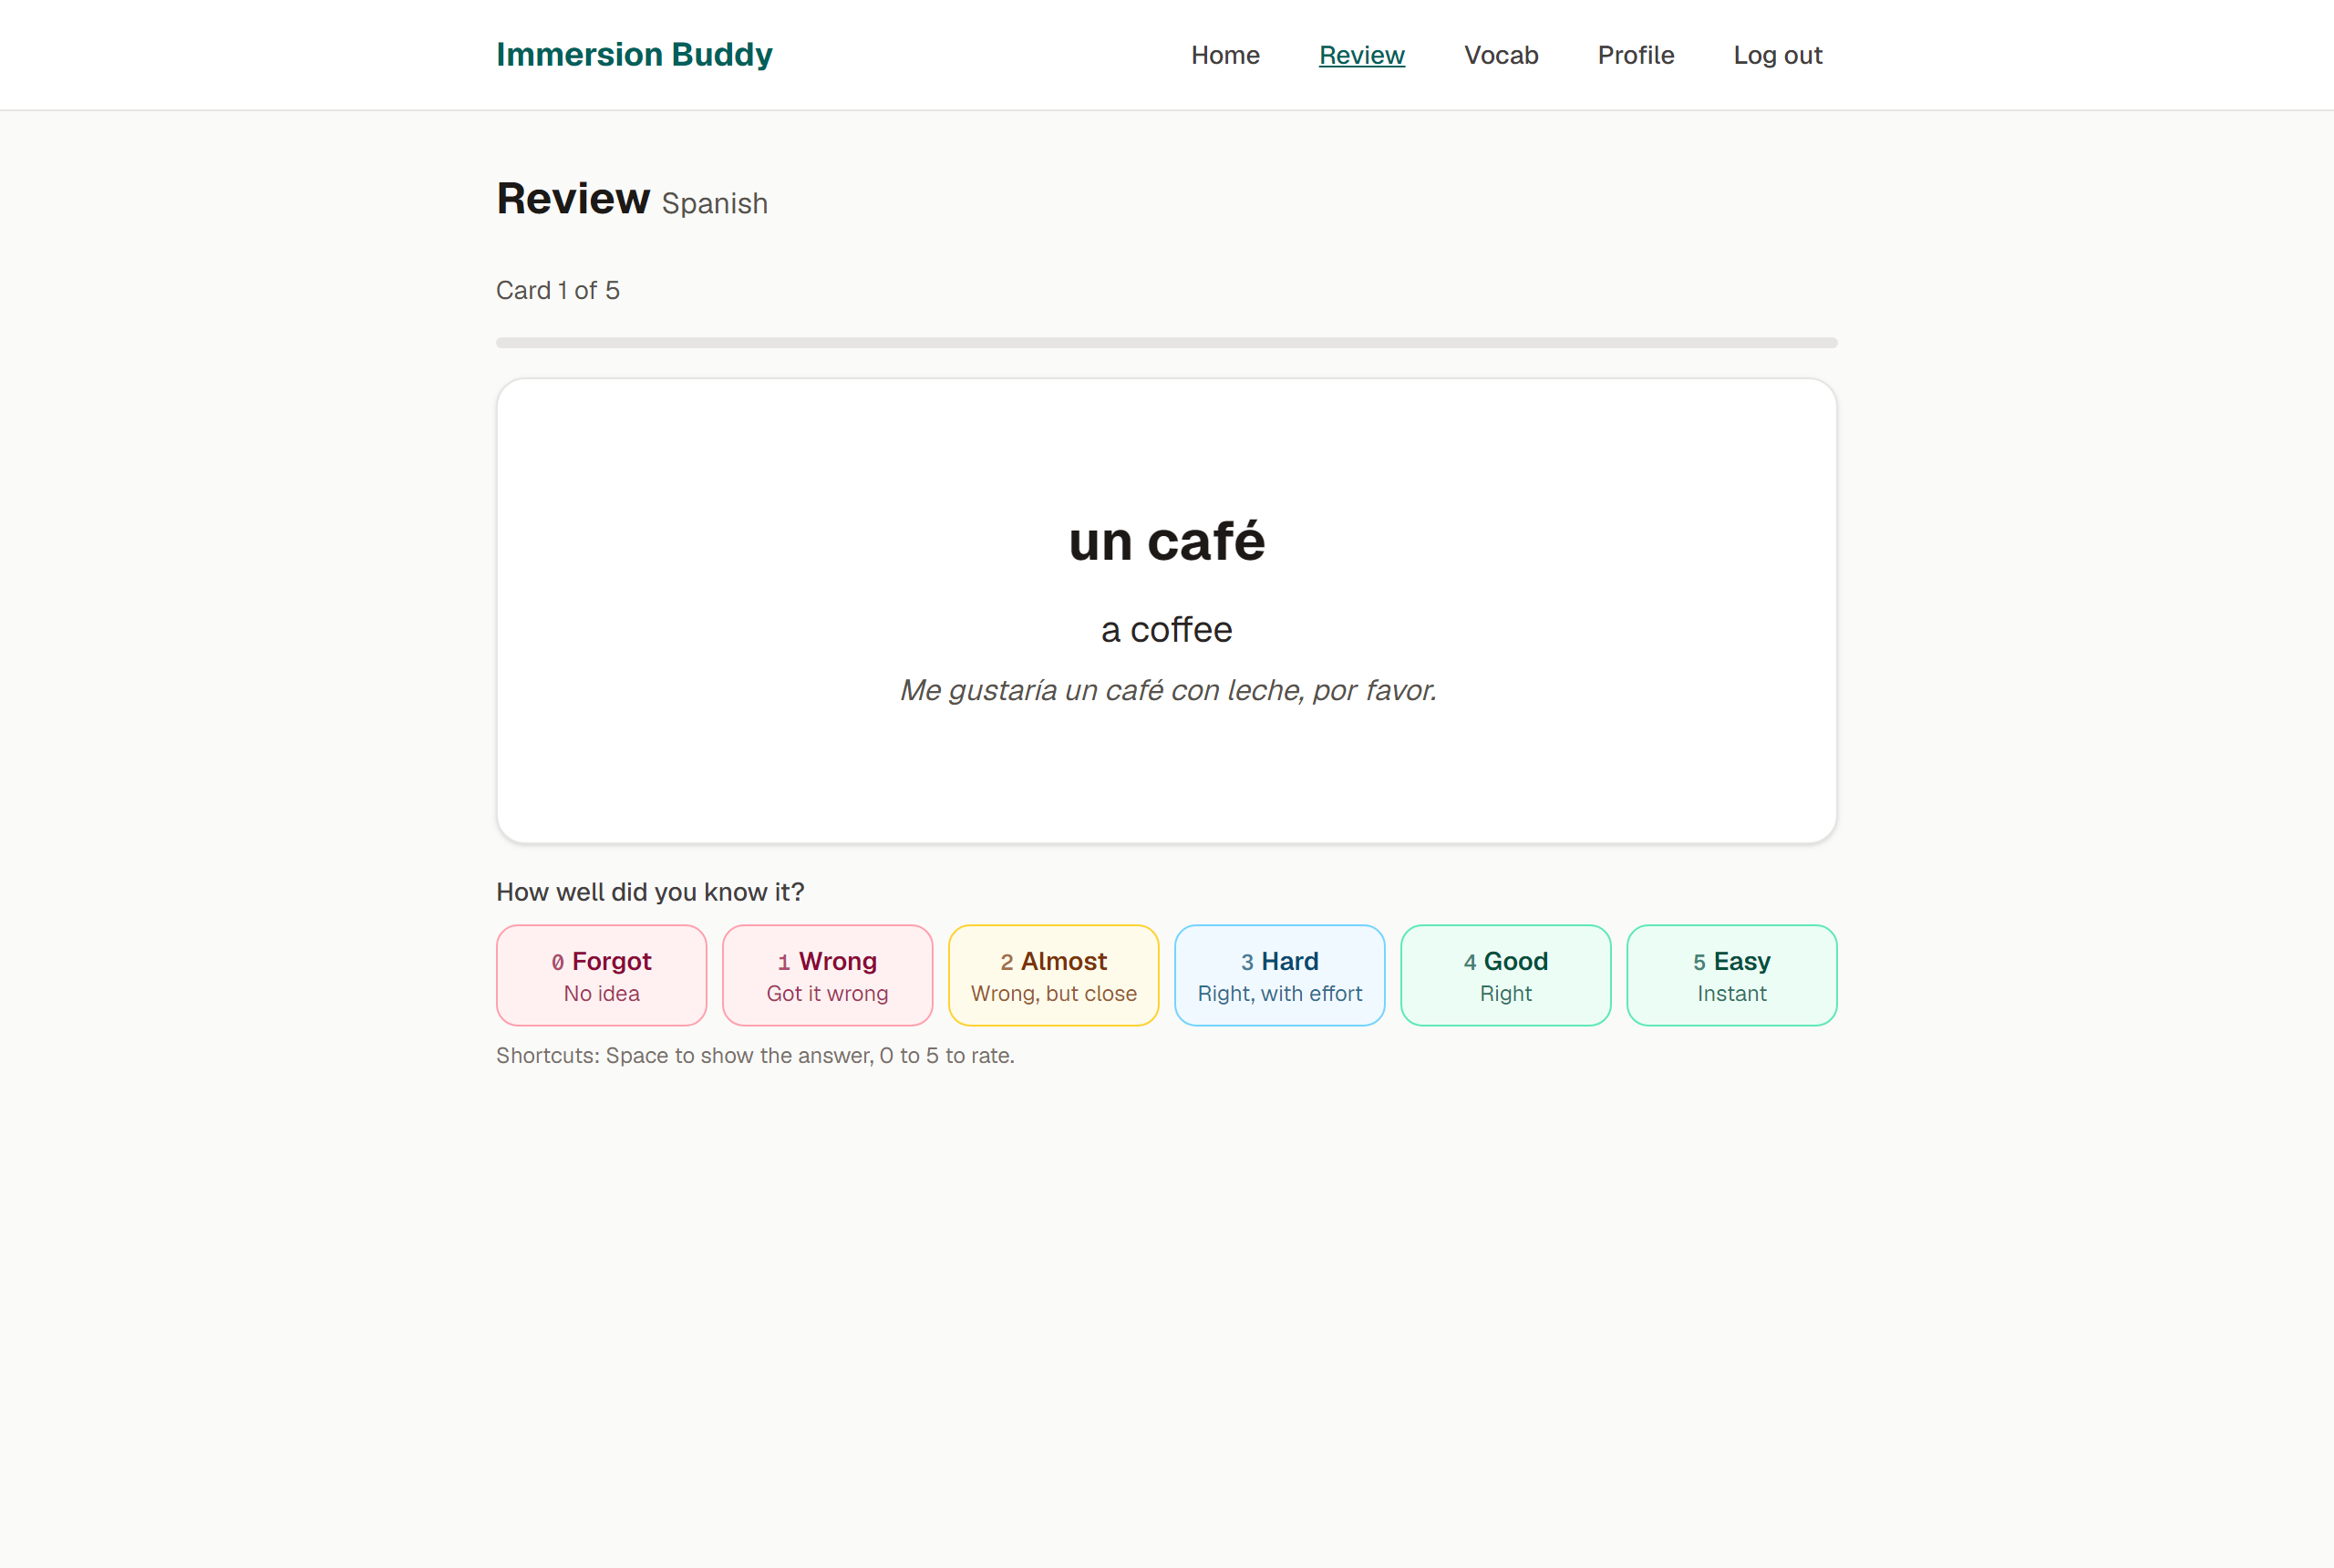 Immersion Buddy
Home Review Vocab Profile Log out
Review Spanish
Card 1 of 5
un café
a coffee
Me gustaría un café con leche, por favor.
How well did you know it?
0 Forgot
No idea
1 Wrong
Got it wrong
2 Almost
Wrong, but close
3 Hard
Right, with effort
4 Good
Right
5 Easy
Instant
Shortcuts: Space to show the answer, 0 to 5 to rate.